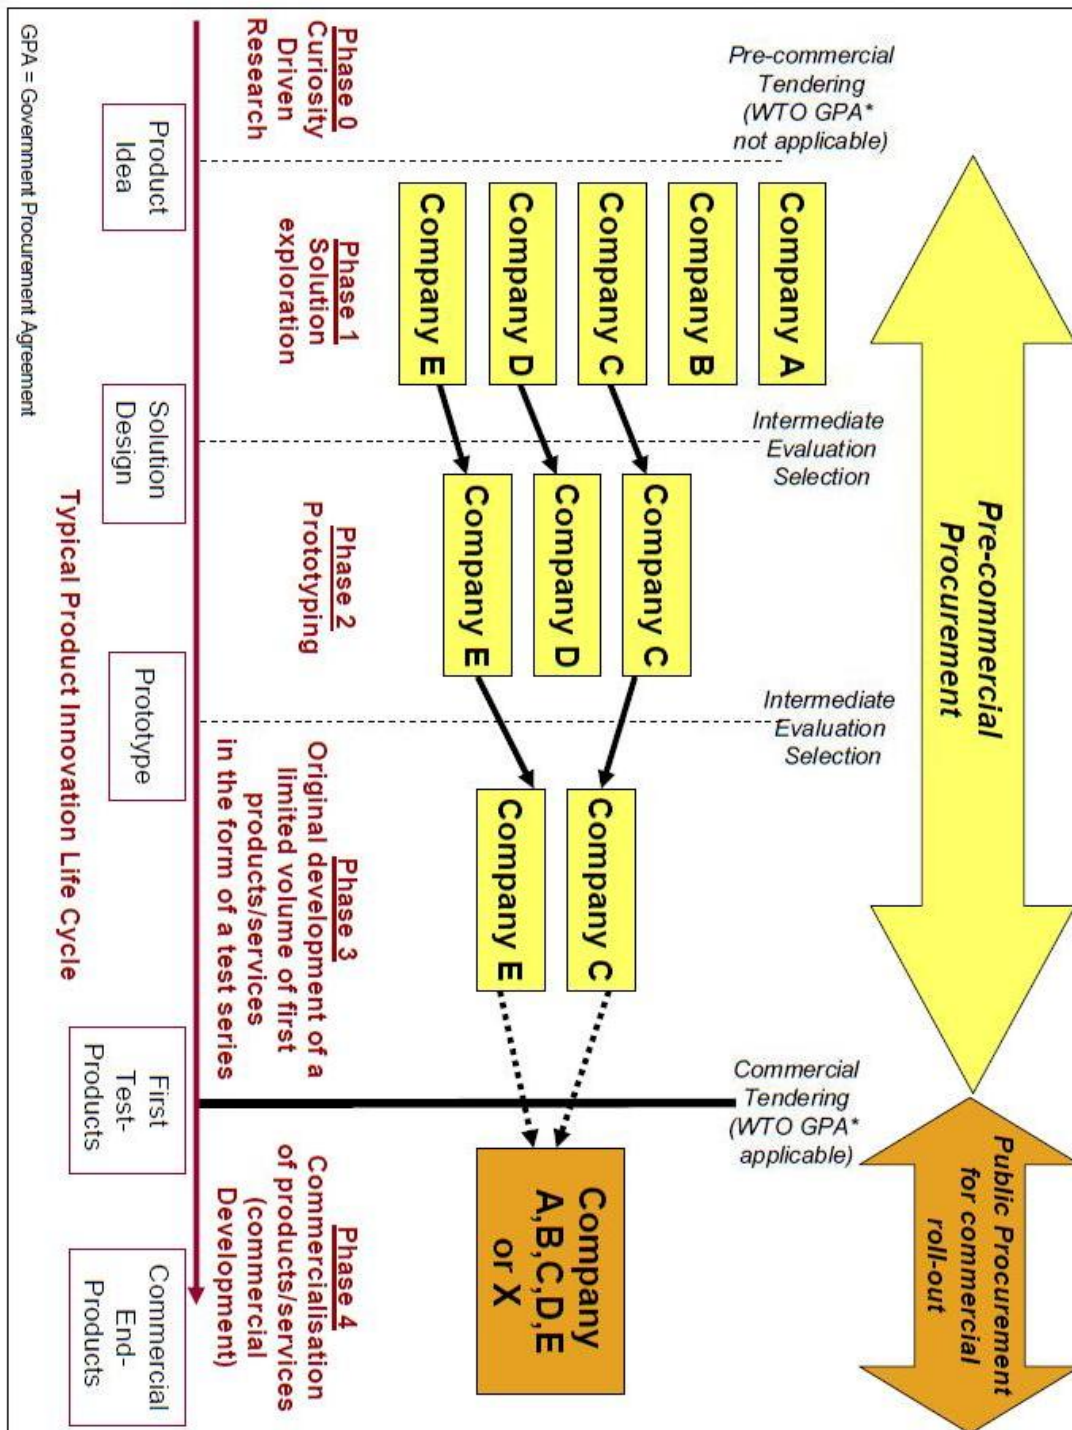 Pre-commercial
Procurement
Public Procurement
for commercial
roll-out
Pre-commercial
Tendering
(WTO GPA*
not applicable)
Intermediate
Evaluation
Selection
Intermediate
Evaluation
Selection
Commercial
Tendering
(WTO GPA*
applicable)
Company A
Company B
Company C
Company D
Company E
Company C
Company D
Company E
Company C
Company E
Company
A,B,C,D,E
or X
Phase 0
Curiosity
Driven
Research
Phase 1
Solution
exploration
Phase 2
Prototyping
Phase 3
Original development of a
limited volume of first
products/services
in the form of a test series
Phase 4
Commercialisation
of products/services
(commercial
Development)
Product
Idea
Solution
Design
Prototype
First
Test-
Products
Commercial
End-
Products
Typical Product Innovation Life Cycle
GPA = Government Procurement Agreement